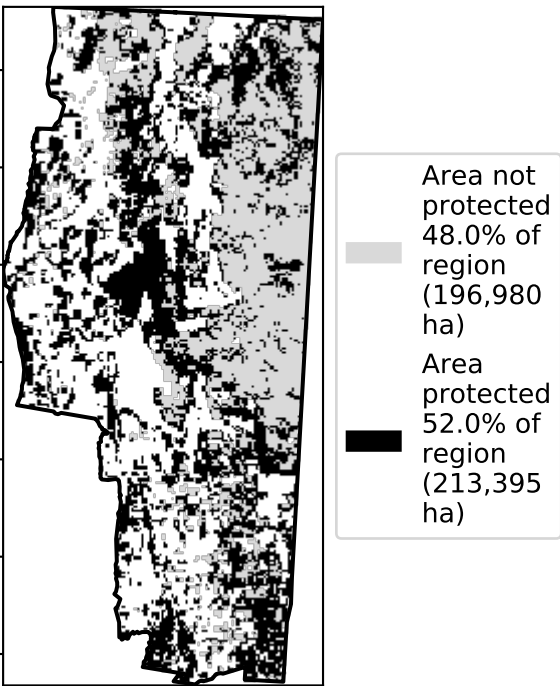 Area not
protected
48.0% of
region
(196,980
ha)
Area
protected
52.0% of
region
(213,395
ha)